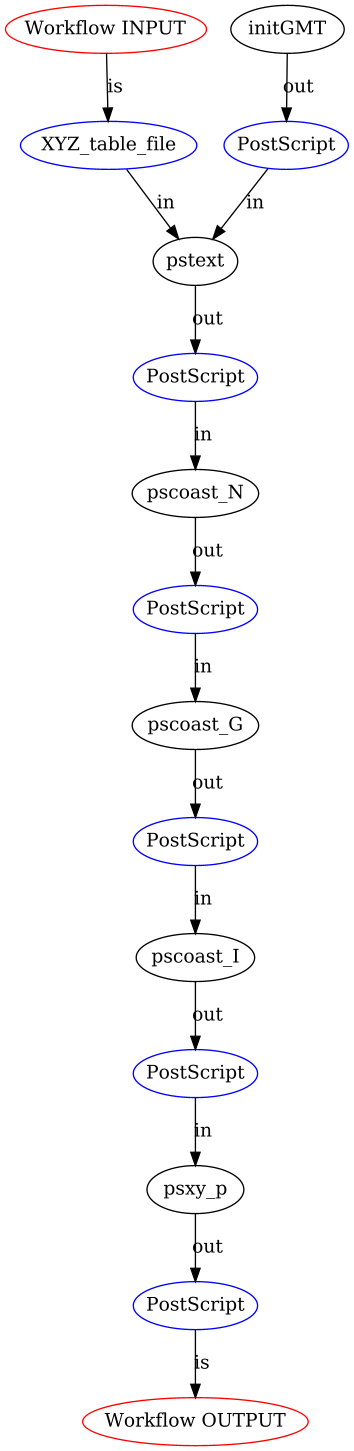 Workflow INPUT
initGMT
is
out
XYZ_table_file
PostScript
in
in
pstext
out
PostScript
in
pscoast_N
out
PostScript
in
pscoast_G
out
PostScript
in
pscoast_I
out
PostScript
in
psxy_p
out
PostScript
is
Workflow OUTPUT